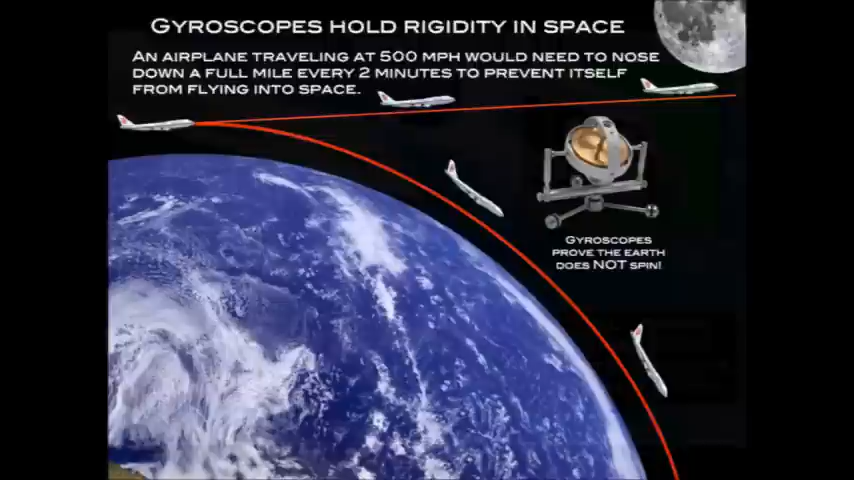 Gyroscopes hold rigidity in space
An airplane traveling at 500 mph would need to nose
down a full mile every 2 minutes to prevent itself
from flying into space.
Gyroscopes
prove the earth
does NOT spin!